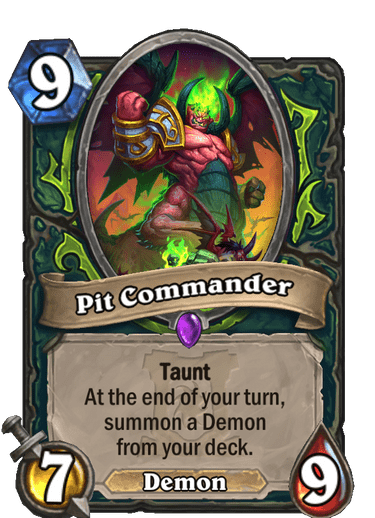 9
Pit Commander
Taunt
At the end of your turn,
summon a Demon
from your deck.
7
Demon
9